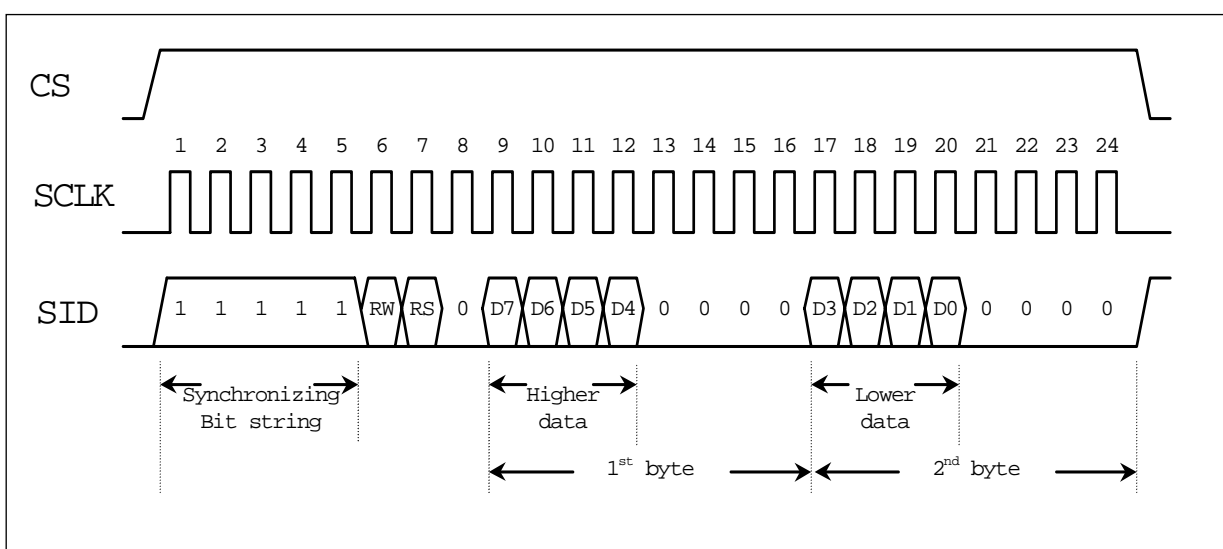 CS
1 2 3 4 5 6 7 8 9 10 11 12 13 14 15 16 17 18 19 20 21 22 23 24
SCLK
SID
1 1 1 1 1 RW RS 0 D7 D6 D5 D4 0 0 0 0 D3 D2 D1 D0 0 0 0 0
Synchronizing
Bit string
Higher
data
Lower
data
1st byte
2nd byte